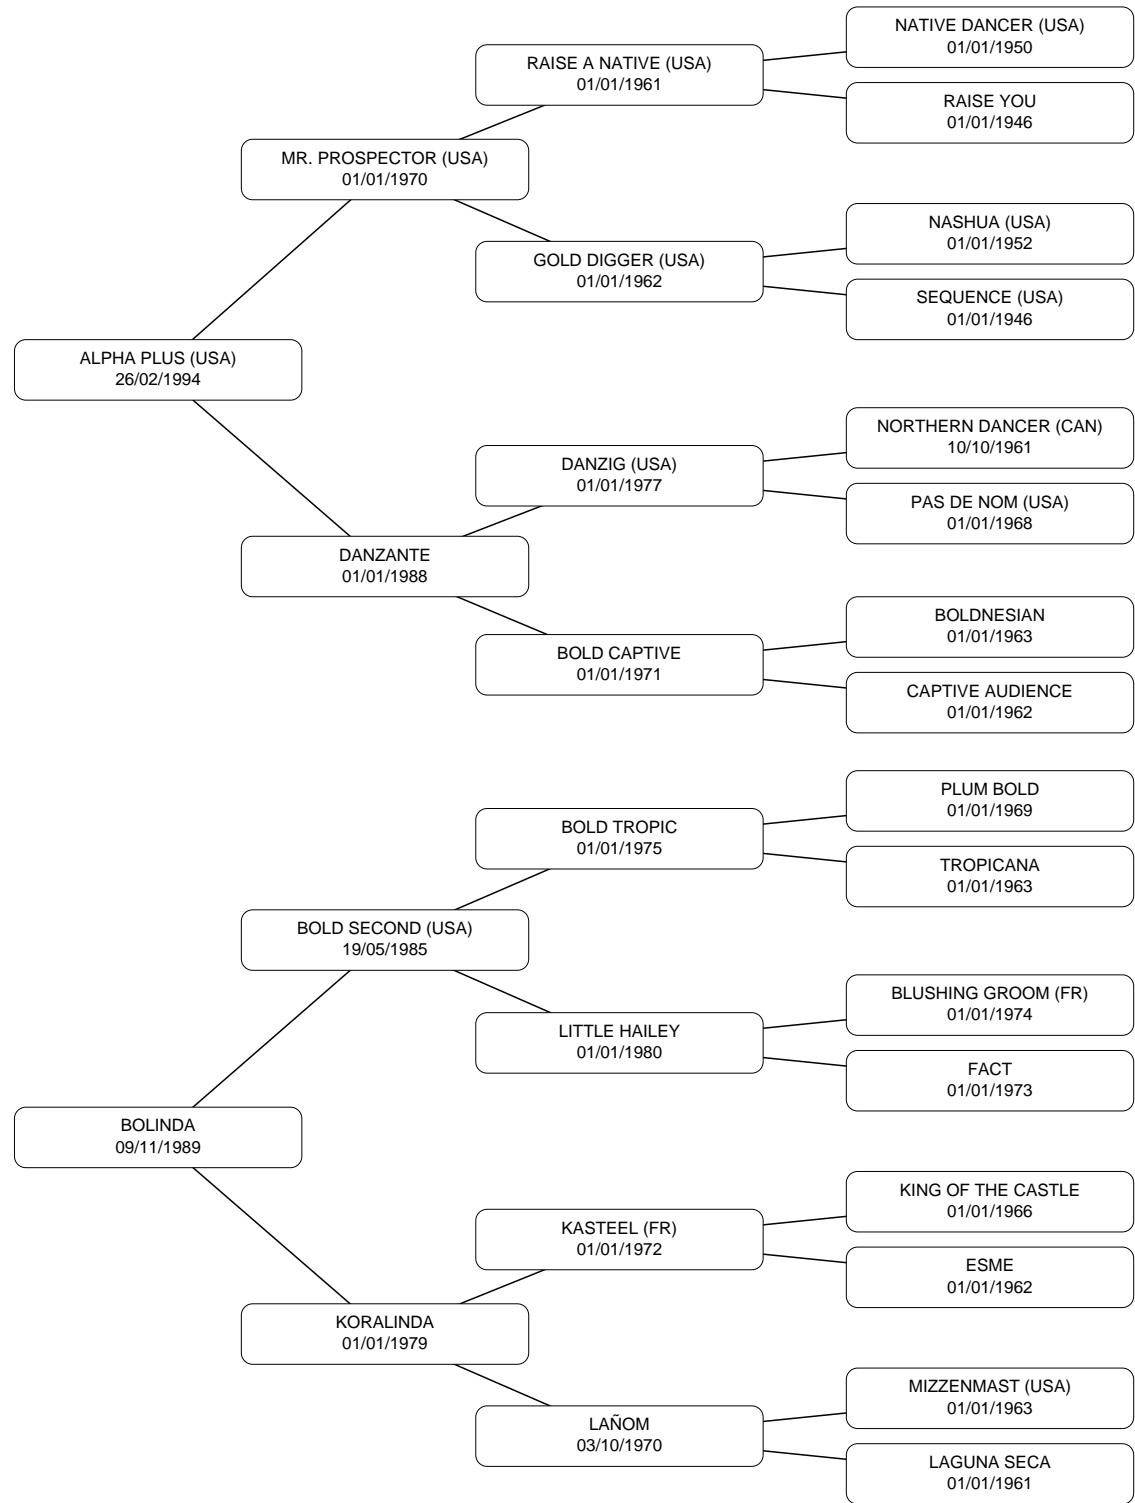 NATIVE DANCER (USA)
01/01/1950
RAISE A NATIVE (USA)
01/01/1961
RAISE YOU
01/01/1946
MR. PROSPECTOR (USA)
01/01/1970
NASHUA (USA)
01/01/1952
GOLD DIGGER (USA)
01/01/1962
SEQUENCE (USA)
01/01/1946
ALPHA PLUS (USA)
26/02/1994
NORTHERN DANCER (CAN)
10/10/1961
DANZIG (USA)
01/01/1977
PAS DE NOM (USA)
01/01/1968
DANZANTE
01/01/1988
BOLDNESIAN
01/01/1963
BOLD CAPTIVE
01/01/1971
CAPTIVE AUDIENCE
01/01/1962
PLUM BOLD
01/01/1969
BOLD TROPIC
01/01/1975
TROPICANA
01/01/1963
BOLD SECOND (USA)
19/05/1985
BLUSHING GROOM (FR)
01/01/1974
LITTLE HAILEY
01/01/1980
FACT
01/01/1973
BOLINDA
09/11/1989
KING OF THE CASTLE
01/01/1966
KASTEEL (FR)
01/01/1972
ESME
01/01/1962
KORALINDA
01/01/1979
MIZZENMAST (USA)
01/01/1963
LAÑOM
03/10/1970
LAGUNA SECA
01/01/1961